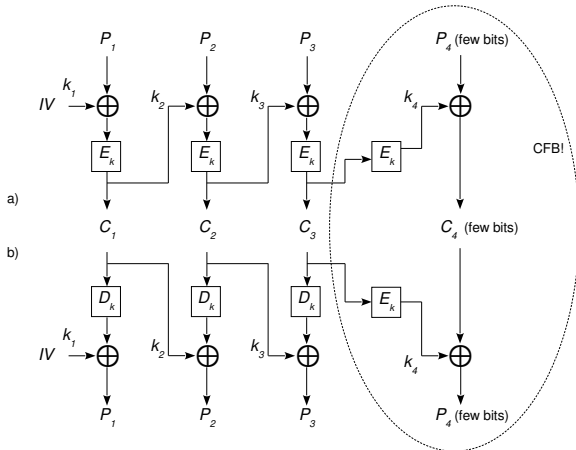 P1 P2 P3 P4 (few bits)
k1 k2 k3 k4
IV
Ek Ek Ek Ek
CFB!
a)
C1 C2 C3 C4 (few bits)
b)
Dk Dk Dk Ek
k1 k2 k3 k4
IV
P1 P2 P3 P4 (few bits)